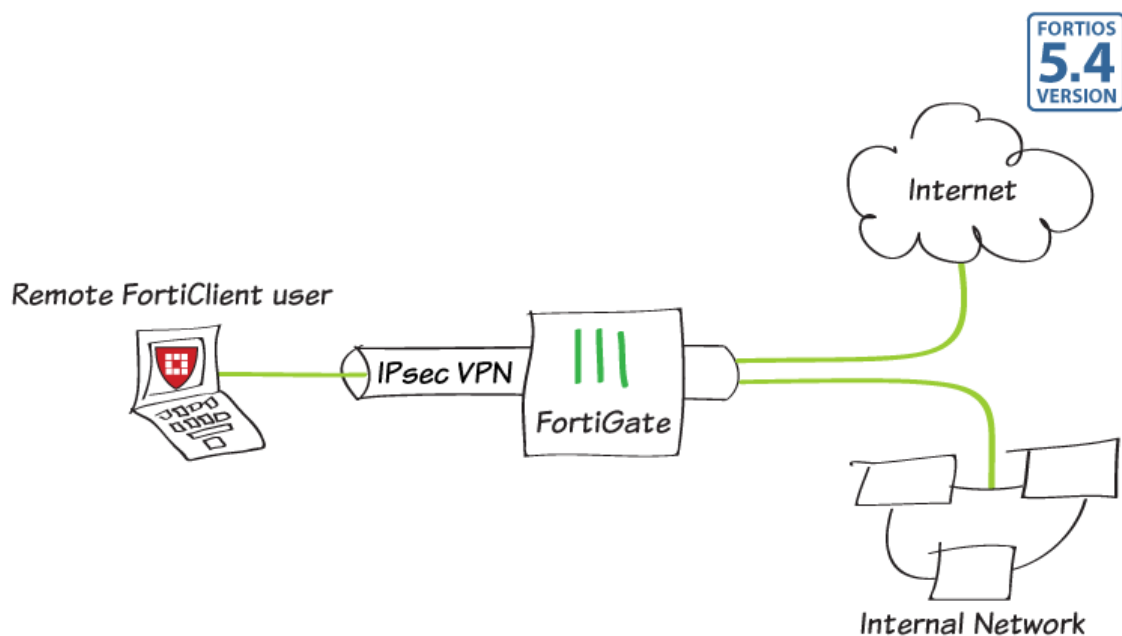 FORTIOS
5.4
VERSION
Internet
Remote FortiClient user
IPsec VPN
FortiGate
Internal Network